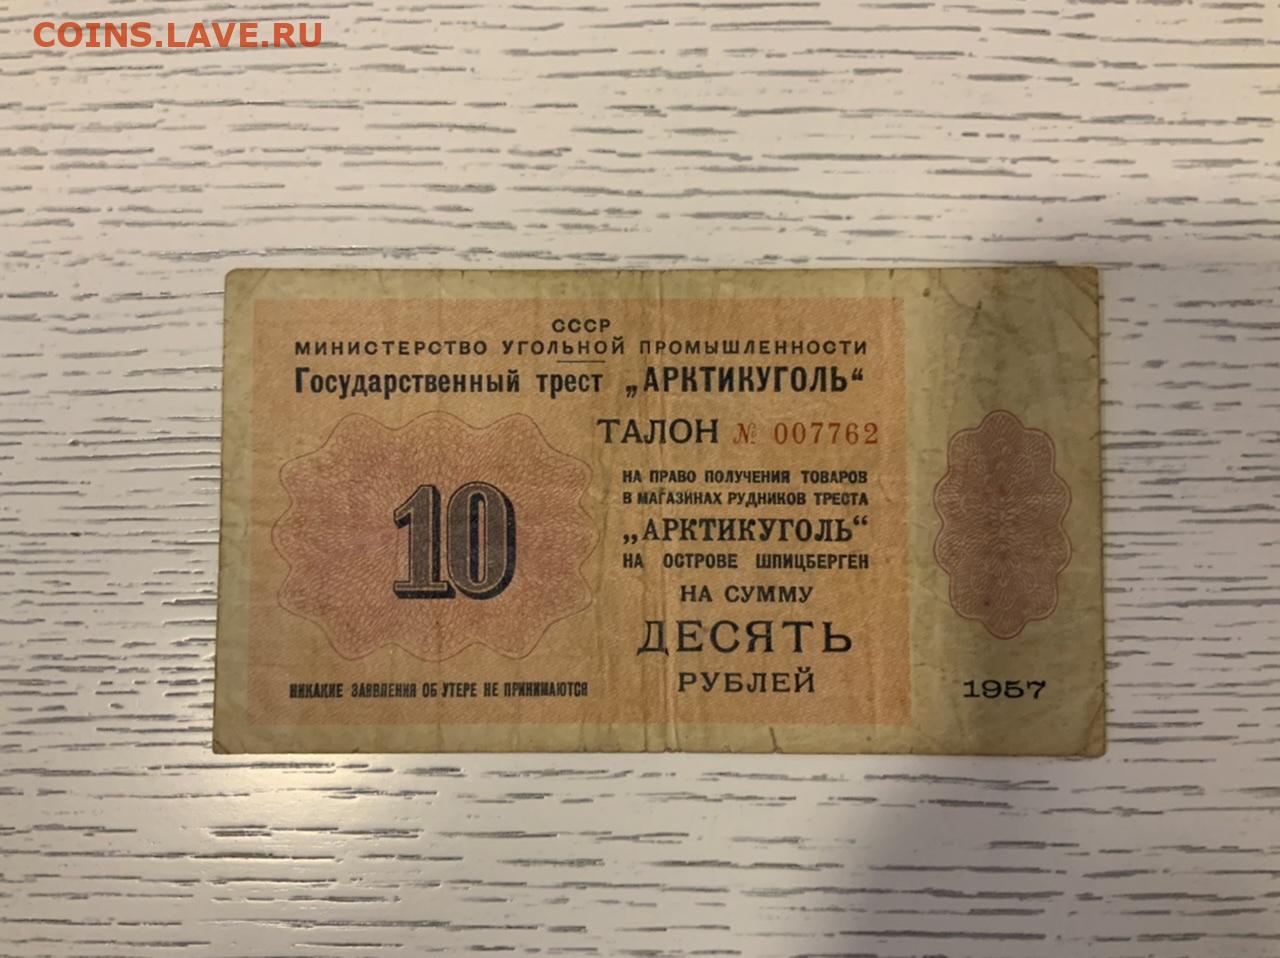 COINS.LAVE.RU
СССР
МИНИСТЕРСТВО УГОЛЬНОЙ ПРОМЫШЛЕННОСТИ
Государственный трест „АРКТИКУГОЛЬ“
ТАЛОН № 007762
НА ПРАВО ПОЛУЧЕНИЯ ТОВАРОВ
В МАГАЗИНАХ РУДНИКОВ ТРЕСТА
„АРКТИКУГОЛЬ“
НА ОСТРОВЕ ШПИЦБЕРГЕН
НА СУММУ
ДЕСЯТЬ
РУБЛЕЙ
10
НИКАКИЕ ЗАЯВЛЕНИЯ ОБ УТЕРЕ НЕ ПРИНИМАЮТСЯ
1957